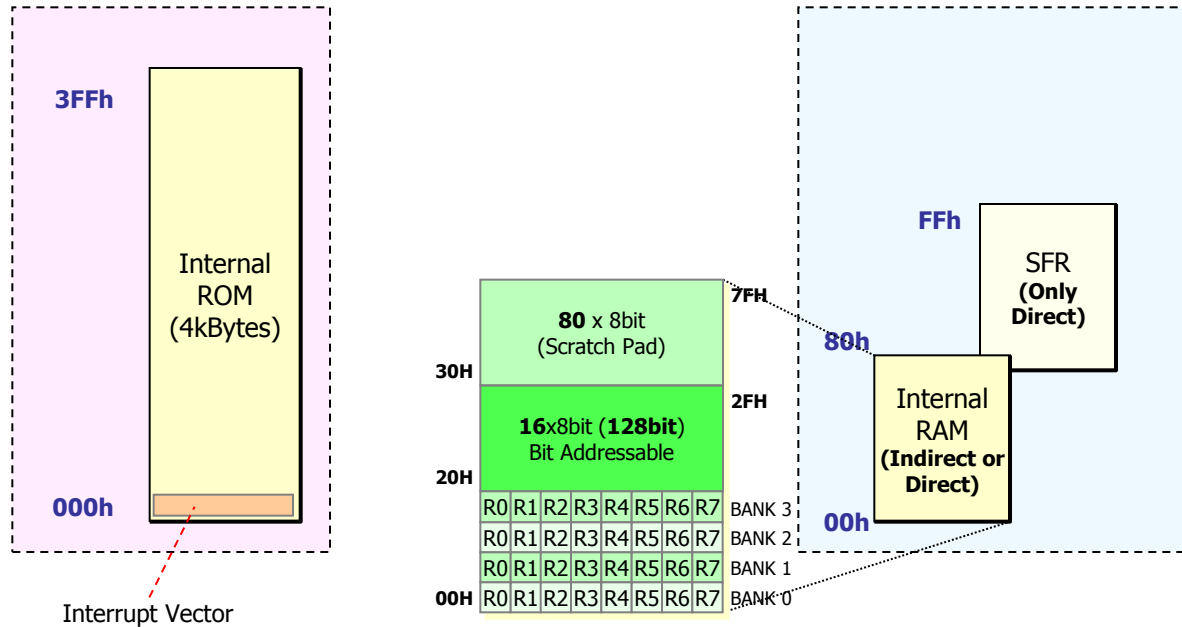 3FFh
Internal
ROM
(4kBytes)
000h
Interrupt Vector
80 x 8bit
(Scratch Pad)
7FH
30H
2FH
16x8bit (128bit)
Bit Addressable
20H
R0 R1 R2 R3 R4 R5 R6 R7 BANK 3
R0 R1 R2 R3 R4 R5 R6 R7 BANK 2
R0 R1 R2 R3 R4 R5 R6 R7 BANK 1
00H R0 R1 R2 R3 R4 R5 R6 R7 BANK 0
FFh
SFR
(Only
Direct)
80h
Internal
RAM
(Indirect or
Direct)
00h